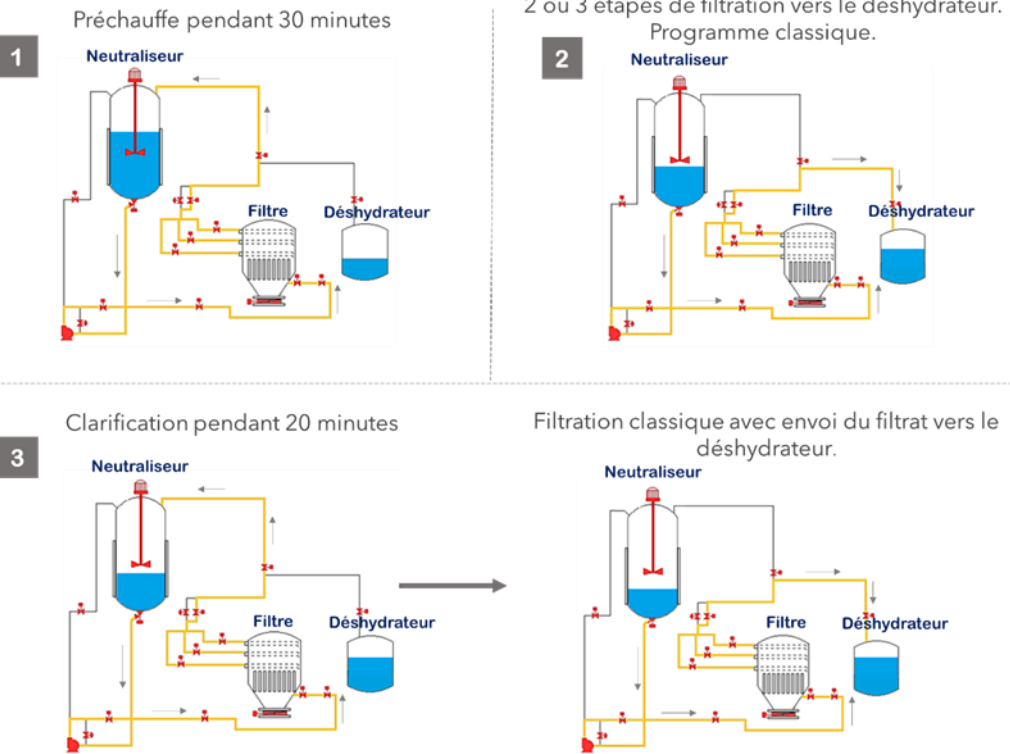 Préchauffe pendant 30 minutes
1
Neutraliseur
Filtre
Déshydrateur
2 ou 3 étapes de filtration vers le déshydrateur.
Programme classique.
2
Neutraliseur
Filtre
Déshydrateur
Clarification pendant 20 minutes
3
Neutraliseur
Filtre
Déshydrateur
Filtration classique avec envoi du filtrat vers le
déshydrateur.
Neutraliseur
Filtre
Déshydrateur